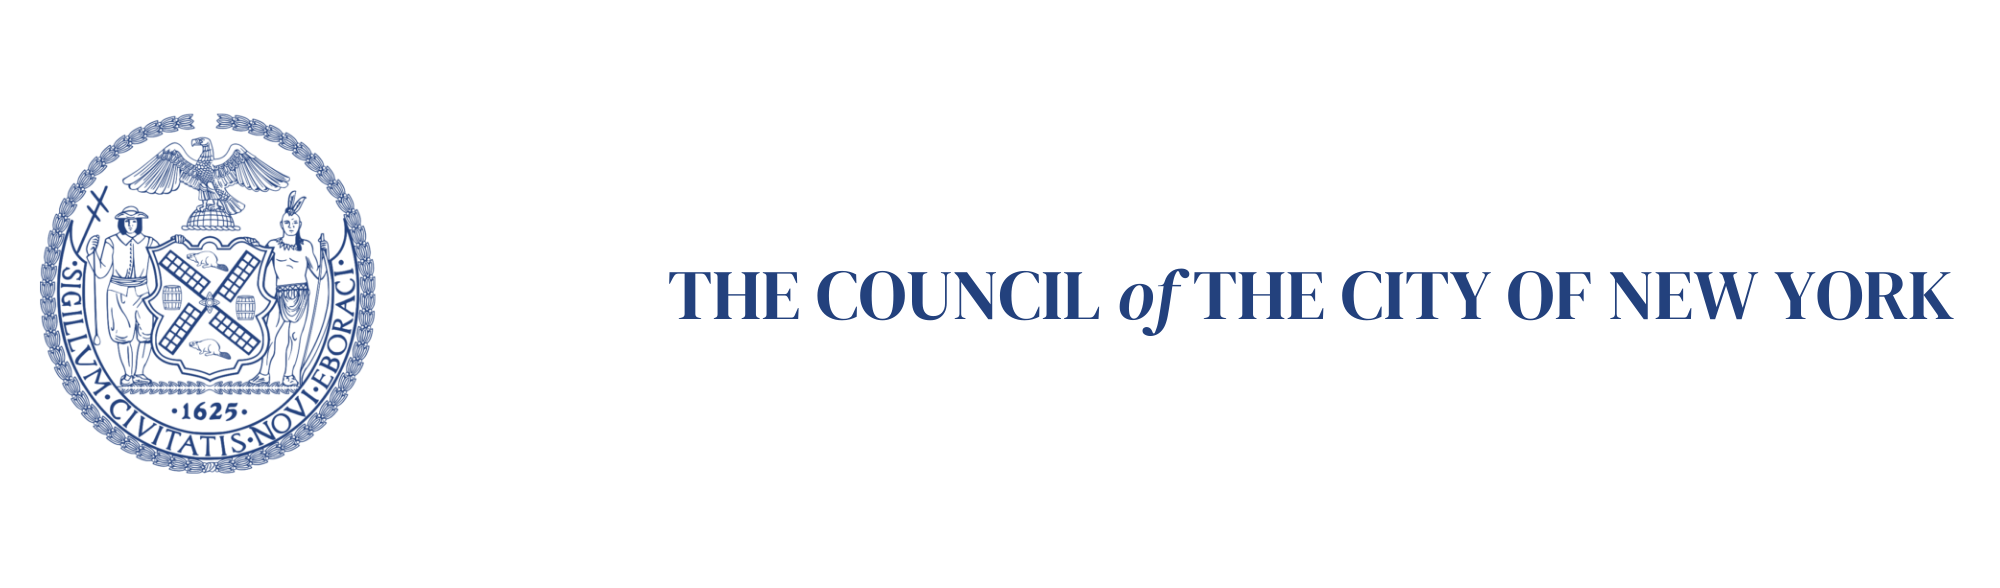 ·SIGILLVM·CIVITATIS·NOVI·EBORACI·
·1625·
THE COUNCIL of THE CITY OF NEW YORK